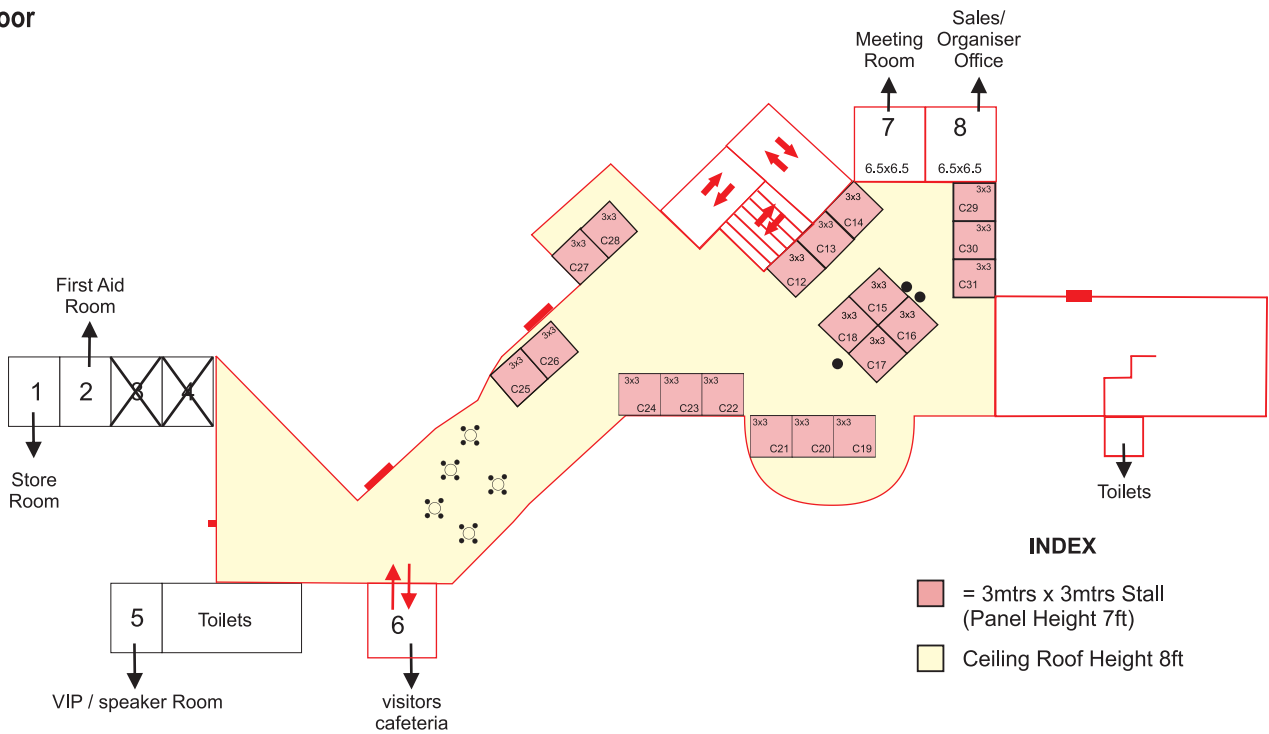 oor
Sales/
Organiser
Office
Meeting
Room
7
8
6.5x6.5
6.5x6.5
3x3
C29
3x3
C30
3x3
C31
3x3
C14
3x3
C13
3x3
C12
3x3
C28
3x3
C27
3x3
C15
3x3
C16
3x3
C18
3x3
C17
First Aid
Room
1
2
3
4
3x3
C26
3x3
C25
3x3
C24
3x3
C23
3x3
C22
3x3
C21
3x3
C20
3x3
C19
Store
Room
Toilets
INDEX
= 3mtrs x 3mtrs Stall
(Panel Height 7ft)
Ceiling Roof Height 8ft
5
Toilets
6
VIP / speaker Room
visitors
cafeteria